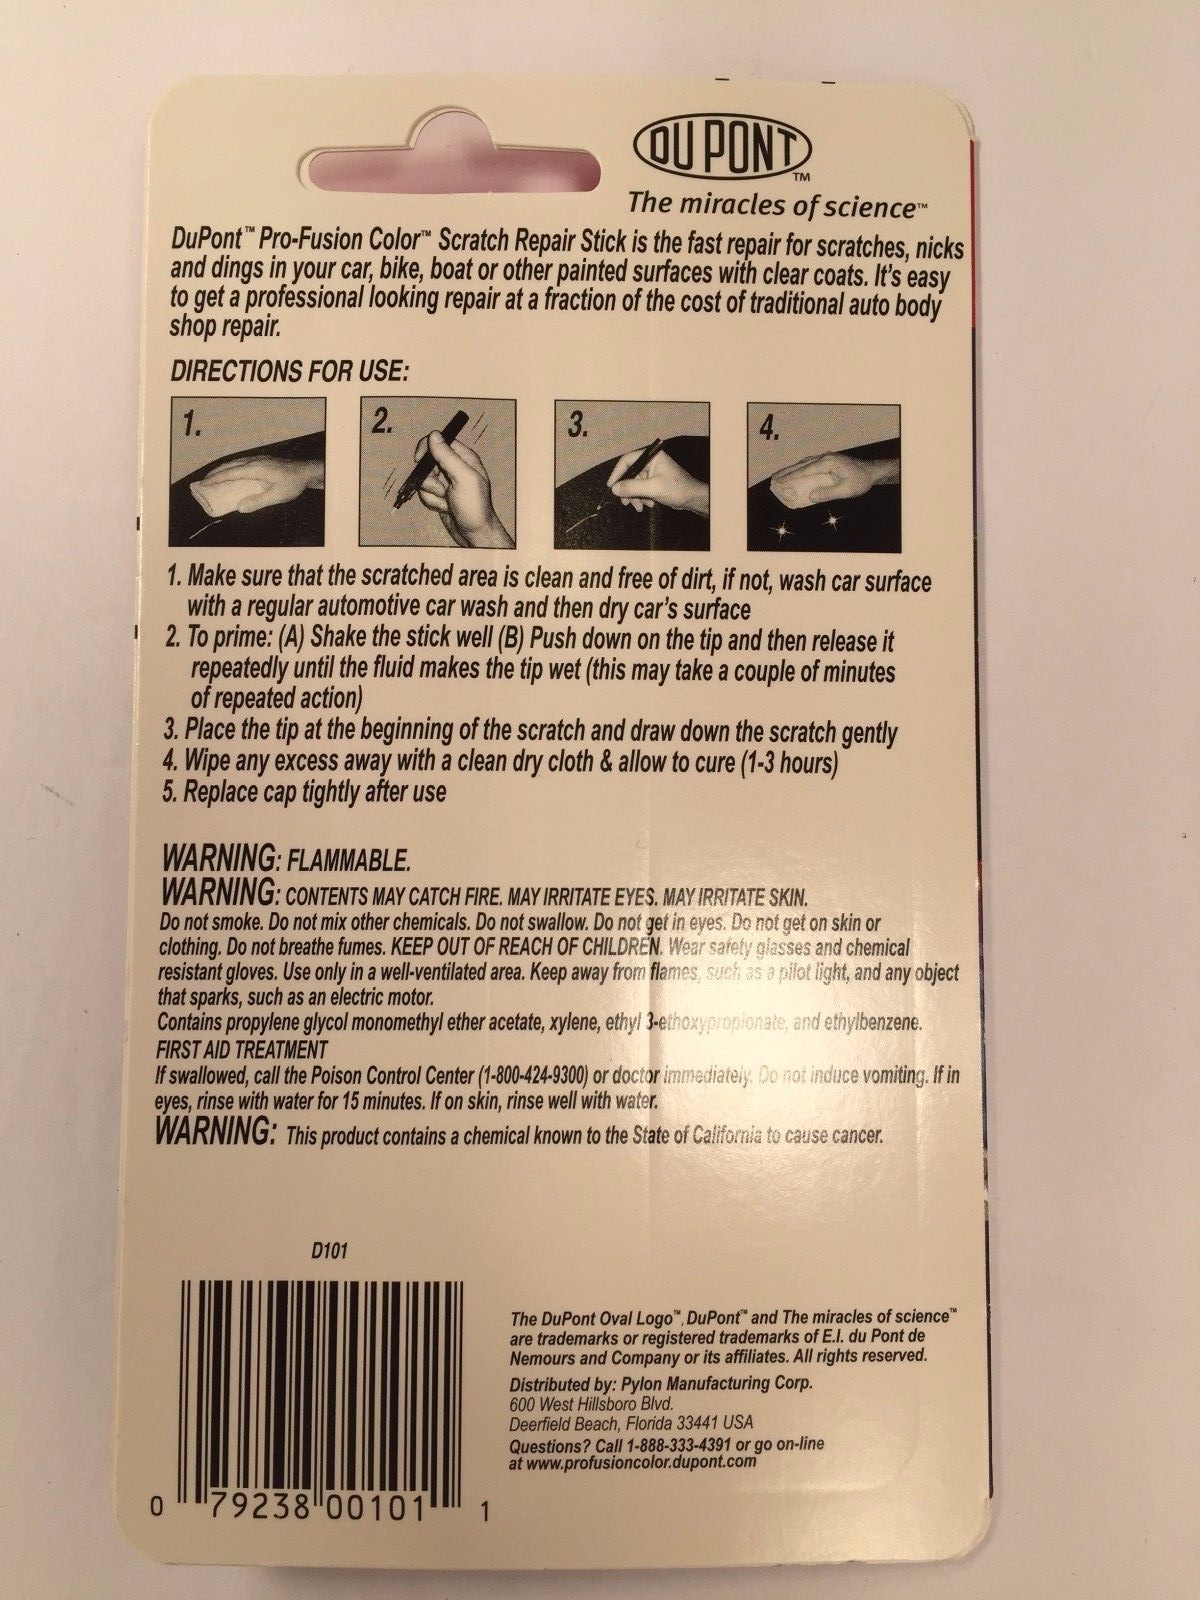 DU PONT™
The miracles of science™
DuPont™ Pro-Fusion Color™ Scratch Repair Stick is the fast repair for scratches, nicks
and dings in your car, bike, boat or other painted surfaces with clear coats. It's easy
to get a professional looking repair at a fraction of the cost of traditional auto body
shop repair.
DIRECTIONS FOR USE:
1. 2. 3. 4.
1. Make sure that the scratched area is clean and free of dirt, if not, wash car surface
with a regular automotive car wash and then dry car's surface
2. To prime: (A) Shake the stick well (B) Push down on the tip and then release it
repeatedly until the fluid makes the tip wet (this may take a couple of minutes
of repeated action)
3. Place the tip at the beginning of the scratch and draw down the scratch gently
4. Wipe any excess away with a clean dry cloth & allow to cure (1-3 hours)
5. Replace cap tightly after use
WARNING: FLAMMABLE.
WARNING: CONTENTS MAY CATCH FIRE. MAY IRRITATE EYES. MAY IRRITATE SKIN.
Do not smoke. Do not mix other chemicals. Do not swallow. Do not get in eyes. Do not get on skin or
clothing. Do not breathe fumes. KEEP OUT OF REACH OF CHILDREN. Wear safety glasses and chemical
resistant gloves. Use only in a well-ventilated area. Keep away from flames, such as a pilot light, and any object
that sparks, such as an electric motor.
Contains propylene glycol monomethyl ether acetate, xylene, ethyl 3-ethoxypropionate, and ethylbenzene.
FIRST AID TREATMENT
If swallowed, call the Poison Control Center (1-800-424-9300) or doctor immediately. Do not induce vomiting. If in
eyes, rinse with water for 15 minutes. If on skin, rinse well with water.
WARNING: This product contains a chemical known to the State of California to cause cancer.
D101
0 79238 00101 1
The DuPont Oval Logo™, DuPont™ and The miracles of science™
are trademarks or registered trademarks of E.I. du Pont de
Nemours and Company or its affiliates. All rights reserved.
Distributed by: Pylon Manufacturing Corp.
600 West Hillsboro Blvd.
Deerfield Beach, Florida 33441 USA
Questions? Call 1-888-333-4391 or go on-line
at www.profusioncolor.dupont.com